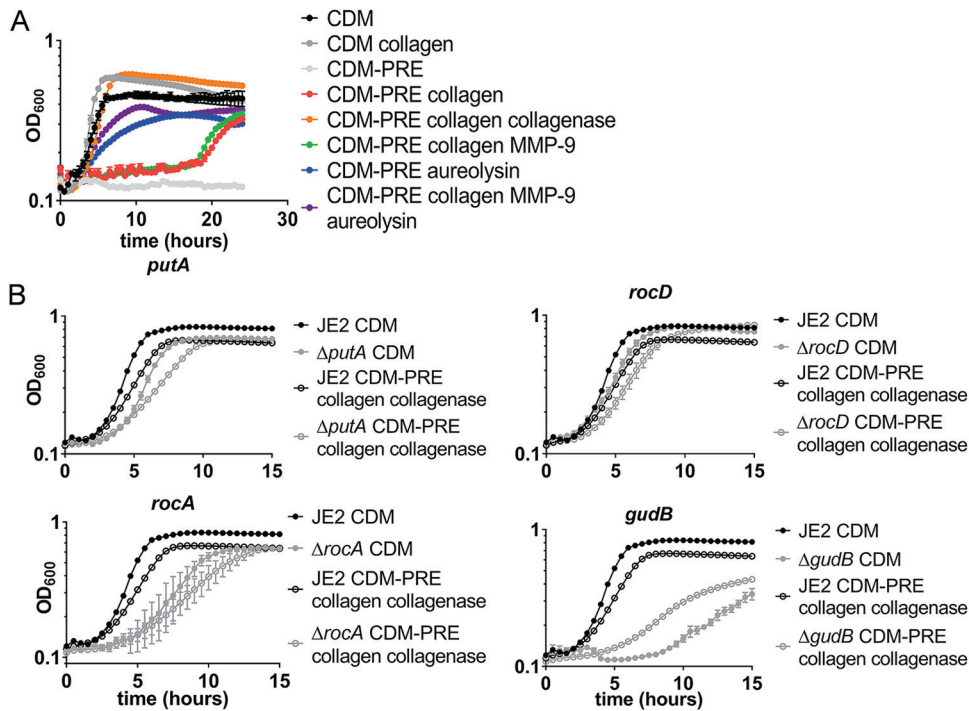 A
1
OD600
0.1
0 10 20 30
time (hours)
CDM
CDM collagen
CDM-PRE
CDM-PRE collagen
CDM-PRE collagen collagenase
CDM-PRE collagen MMP-9
CDM-PRE aureolysin
CDM-PRE collagen MMP-9
aureolysin
B
putA
1
OD600
0.1
0 5 10 15
JE2 CDM
ΔputA CDM
JE2 CDM-PRE
collagen collagenase
ΔputA CDM-PRE
collagen collagenase
rocD
1
0.1
0 5 10 15
JE2 CDM
ΔrocD CDM
JE2 CDM-PRE
collagen collagenase
ΔrocD CDM-PRE
collagen collagenase
rocA
1
OD600
0.1
0 5 10 15
time (hours)
JE2 CDM
ΔrocA CDM
JE2 CDM-PRE
collagen collagenase
ΔrocA CDM-PRE
collagen collagenase
gudB
1
0.1
0 5 10 15
time (hours)
JE2 CDM
ΔgudB CDM
JE2 CDM-PRE
collagen collagenase
ΔgudB CDM-PRE
collagen collagenase